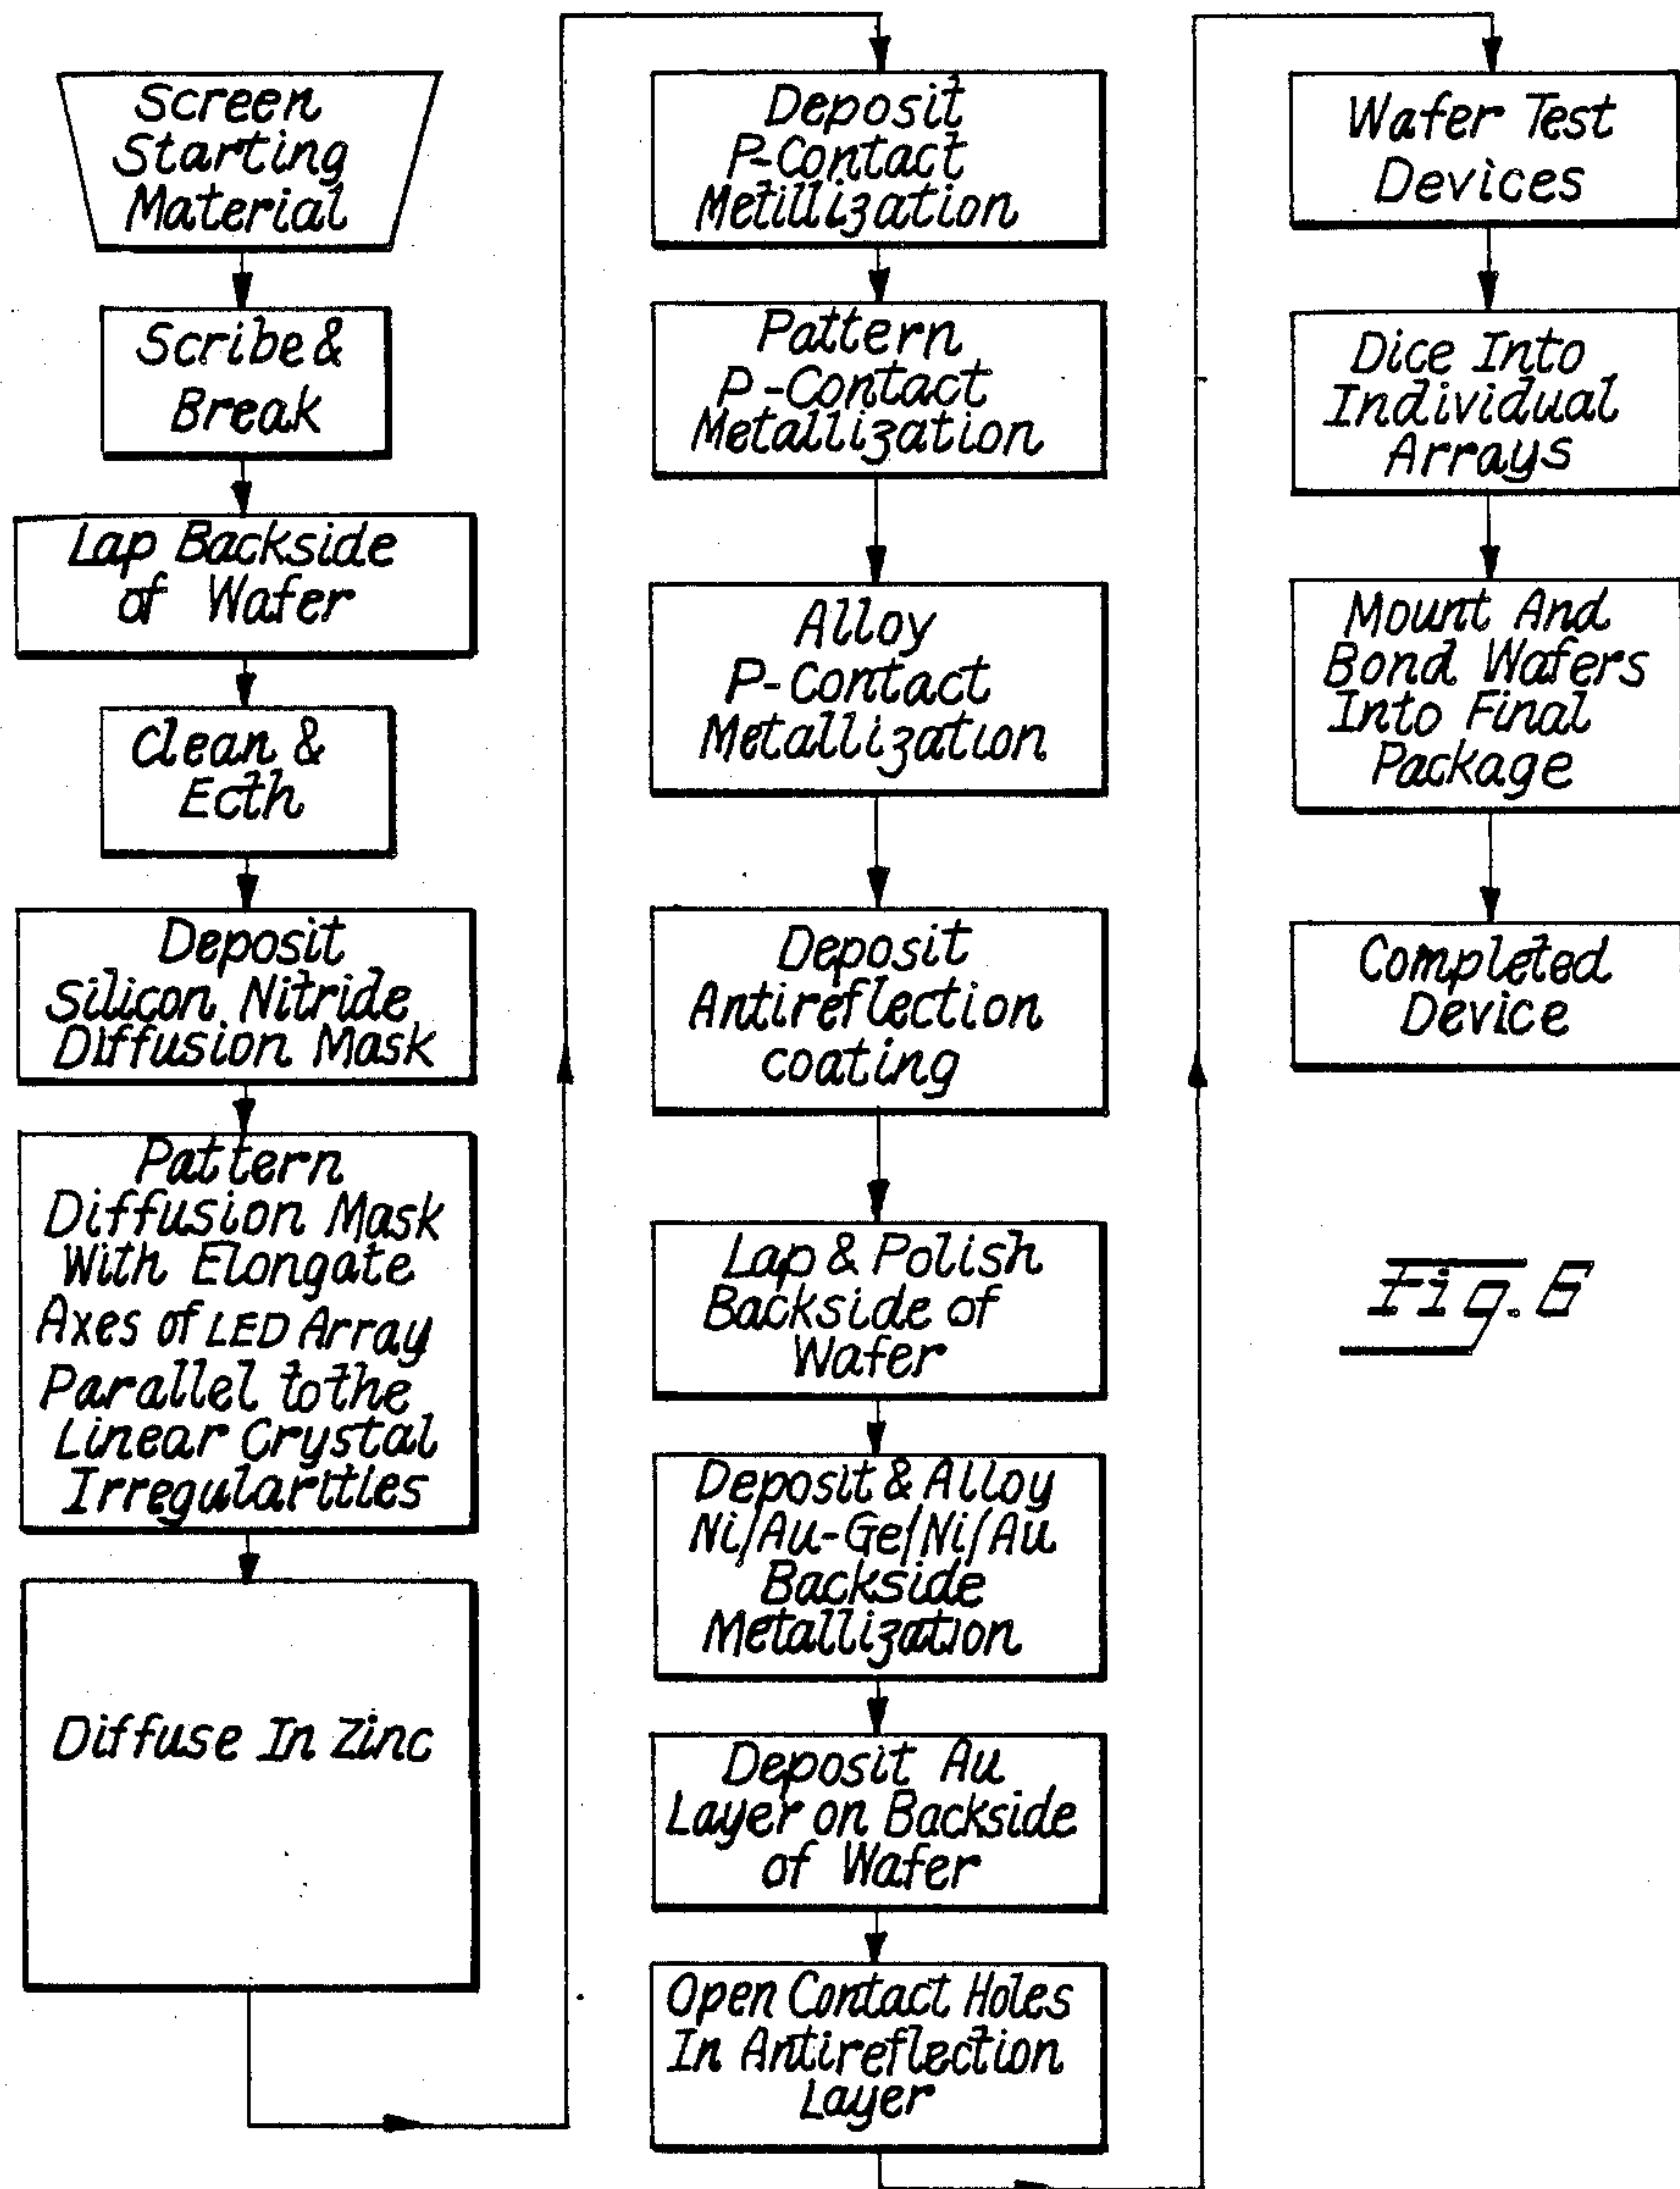 Screen
Starting
Material
Scribe &
Break
Lap Backside
of Wafer
Clean &
Ecth
Deposit
Silicon Nitride
Diffusion Mask
Pattern
Diffusion Mask
With Elongate
Axes of LED Array
Parallel to the
Linear Crystal
Irregularities
Diffuse In Zinc
Deposit
P-Contact
Metillization
Pattern
P-Contact
Metallization
Alloy
P-Contact
Metallization
Deposit
Antireflection
coating
Lap & Polish
Backside of
Wafer
Deposit & Alloy
Ni/Au-Ge/Ni/Au
Backside
Metallization
Deposit Au
Layer on Backside
of Wafer
Open Contact Holes
In Antireflection
Layer
Wafer Test
Devices
Dice Into
Individual
Arrays
Mount And
Bond Wafers
Into Final
Package
Completed
Device
Fig. 6